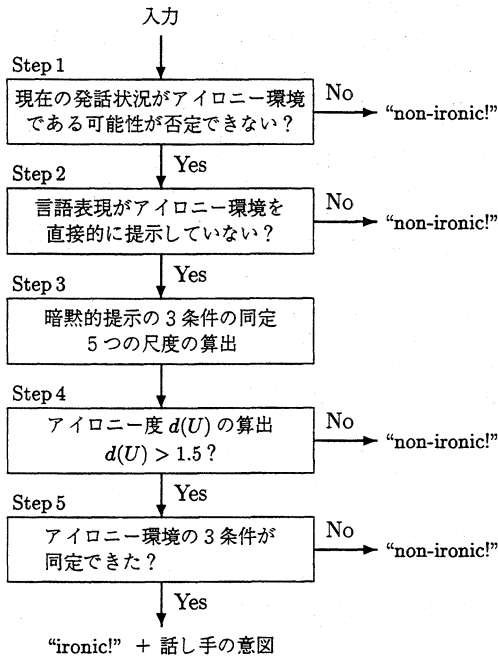 入力
Step 1
現在の発話状況がアイロニー環境
である可能性が否定できない？
No
“non-ironic!”
Yes
Step 2
言語表現がアイロニー環境を
直接的に提示していない？
No
“non-ironic!”
Yes
Step 3
暗黙的提示の3条件の同定
5つの尺度の算出
Step 4
アイロニー度 d(U) の算出
d(U) > 1.5？
No
“non-ironic!”
Yes
Step 5
アイロニー環境の3条件が
同定できた？
No
“non-ironic!”
Yes
“ironic!” + 話し手の意図